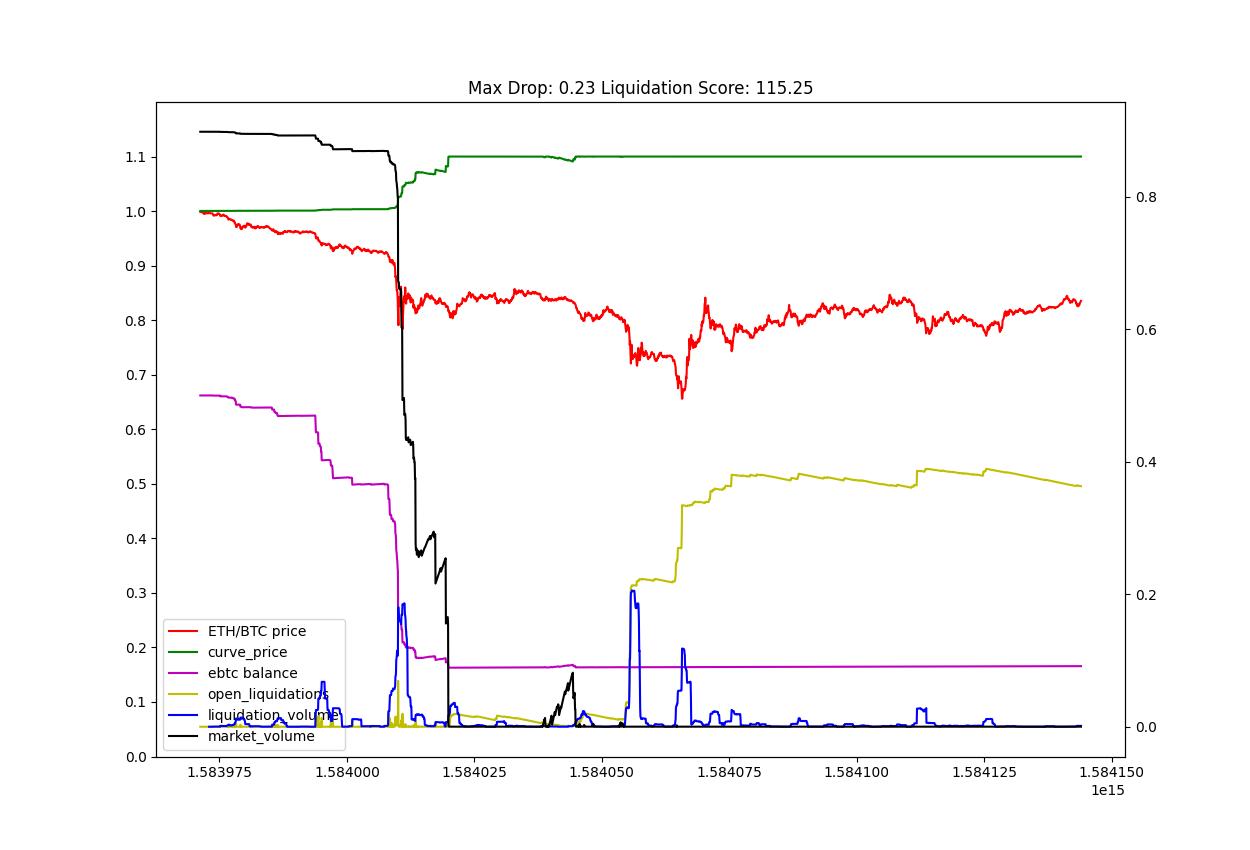 Max Drop: 0.23 Liquidation Score: 115.25
1.1
1.0
0.9
0.8
0.7
0.6
0.5
0.4
0.3
0.2
0.1
0.0
0.8
0.6
0.4
0.2
0.0
ETH/BTC price
curve_price
ebtc balance
open_liquidations
liquidation_volume
market_volume
1.583975 1.584000 1.584025 1.584050 1.584075 1.584100 1.584125 1.584150
1e15